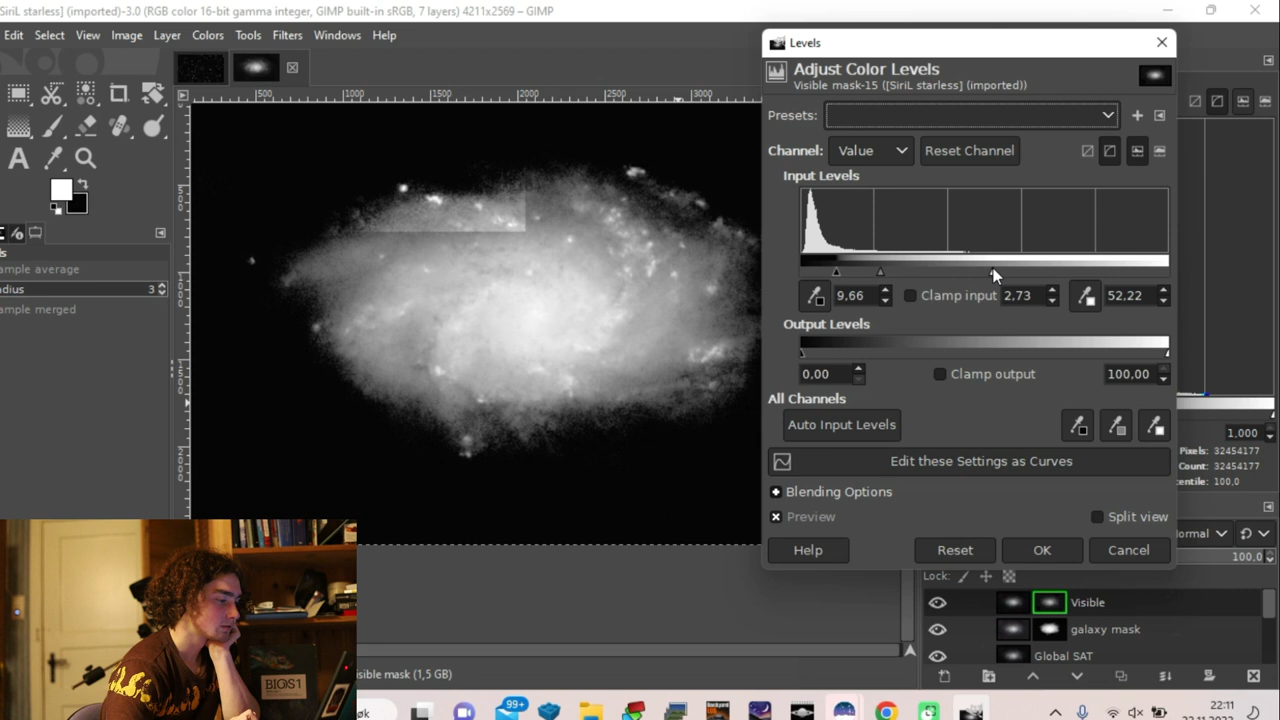 SiriL starless] (imported)-3.0 (RGB color 16-bit gamma integer, GIMP built-in sRGB, 7 layers) 4211x2569 – GIMP
Edit Select View Image Layer Colors Tools Filters Windows Help
500 1000 1500 2000 2500 3000
Levels
Adjust Color Levels
Visible mask-15 ([SiriL starless] (imported))
Presets:
Channel: Value Reset Channel
Input Levels
9,66 Clamp input 2,73 52,22
Output Levels
0,00 Clamp output 100,00
All Channels
Auto Input Levels
Edit these Settings as Curves
Blending Options
Preview Split view
Help Reset OK Cancel
ample average
dius 3
ample merged
1,000
Pixels: 32454177
Count: 32454177
entile: 100,0
ormal
100,0
Lock:
Visible
galaxy mask
Global SAT
isible mask (1,5 GB)
BIOS1
øk 99+ 22:11